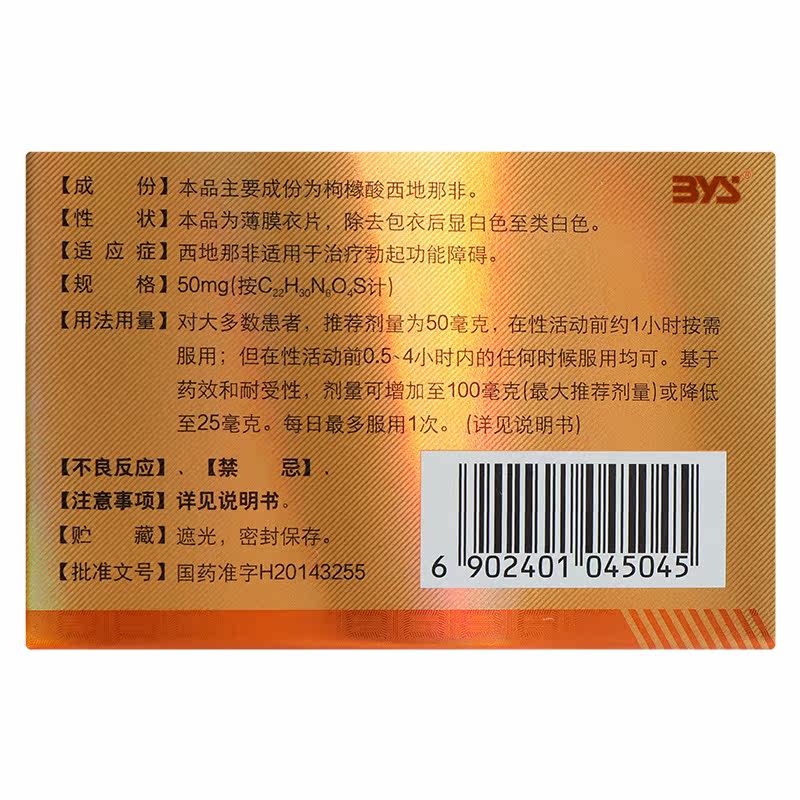 BYS®
【成 份】本品主要成份为枸橼酸西地那非。
【性 状】本品为薄膜衣片，除去包衣后显白色至类白色。
【适 应 症】西地那非适用于治疗勃起功能障碍。
【规 格】50mg(按C₂₂H₃₀N₆O₄S计)
【用法用量】对大多数患者，推荐剂量为50毫克，在性活动前约1小时按需
服用；但在性活动前0.5~4小时内的任何时候服用均可。基于
药效和耐受性，剂量可增加至100毫克(最大推荐剂量)或降低
至25毫克。每日最多服用1次。(详见说明书)
【不良反应】、【禁 忌】、
【注意事项】详见说明书。
【贮 藏】遮光，密封保存。
【批准文号】国药准字H20143255
6 902401 045045